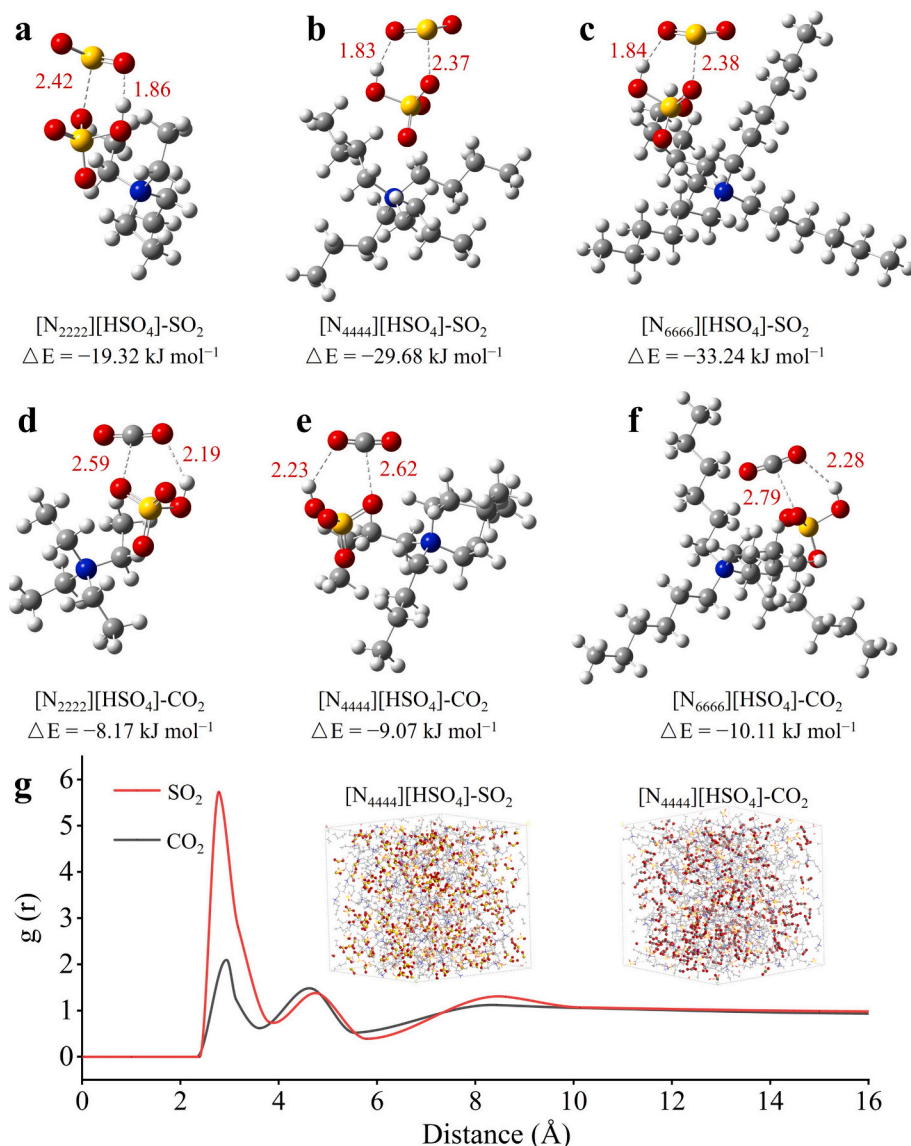 a
b
c
2.42
1.86
1.83
2.37
1.84
2.38
[N₂₂₂₂][HSO₄]-SO₂
△E = −19.32 kJ mol⁻¹
[N₄₄₄₄][HSO₄]-SO₂
△E = −29.68 kJ mol⁻¹
[N₆₆₆₆][HSO₄]-SO₂
△E = −33.24 kJ mol⁻¹
d
e
f
2.59
2.19
2.23
2.62
2.28
2.79
[N₂₂₂₂][HSO₄]-CO₂
△E = −8.17 kJ mol⁻¹
[N₄₄₄₄][HSO₄]-CO₂
△E = −9.07 kJ mol⁻¹
[N₆₆₆₆][HSO₄]-CO₂
△E = −10.11 kJ mol⁻¹
g
SO₂
CO₂
[N₄₄₄₄][HSO₄]-SO₂
[N₄₄₄₄][HSO₄]-CO₂
g (r)
6
5
4
3
2
1
0
0 2 4 6 8 10 12 14 16
Distance (Å)